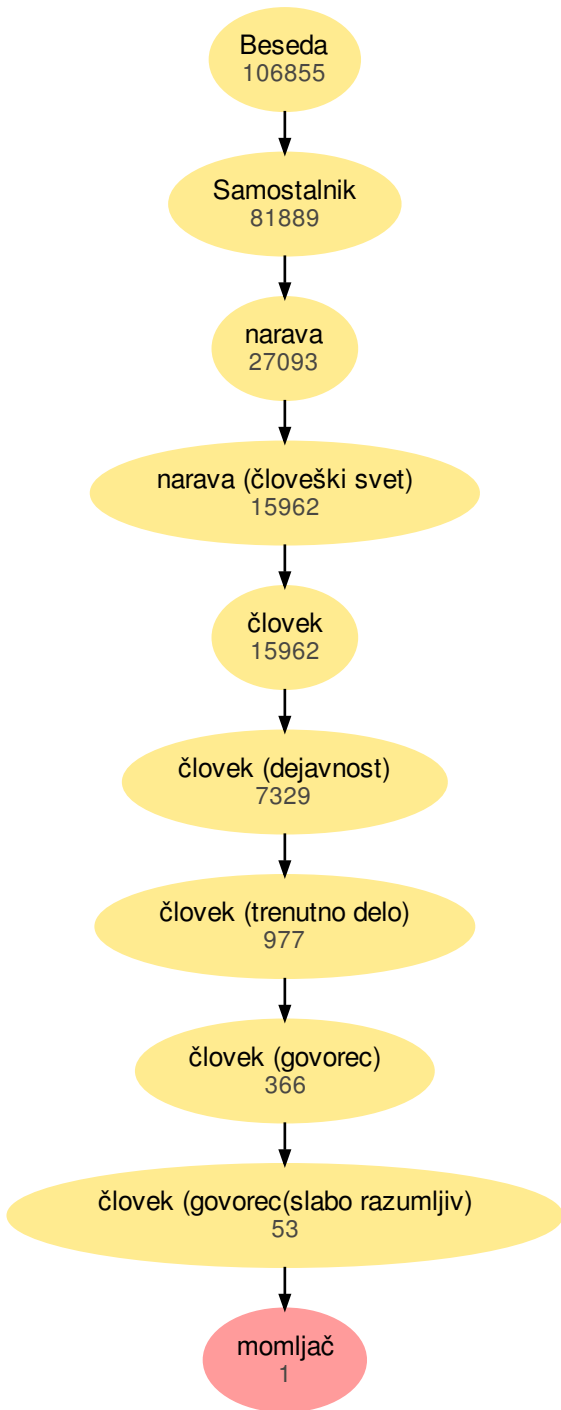 Beseda
106855
Samostalnik
81889
narava
27093
narava (človeški svet)
15962
človek
15962
človek (dejavnost)
7329
človek (trenutno delo)
977
človek (govorec)
366
človek (govorec(slabo razumljiv)
53
momljač
1